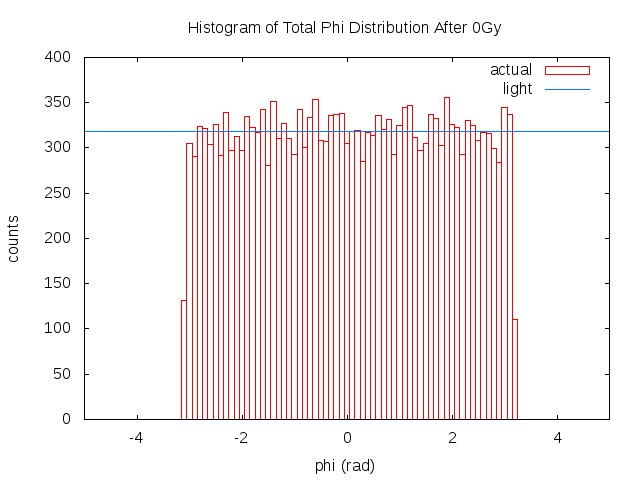 Histogram of Total Phi Distribution After 0Gy
400
350
300
250
200
150
100
50
0
counts
actual
light
-4
-2
0
2
4
phi (rad)